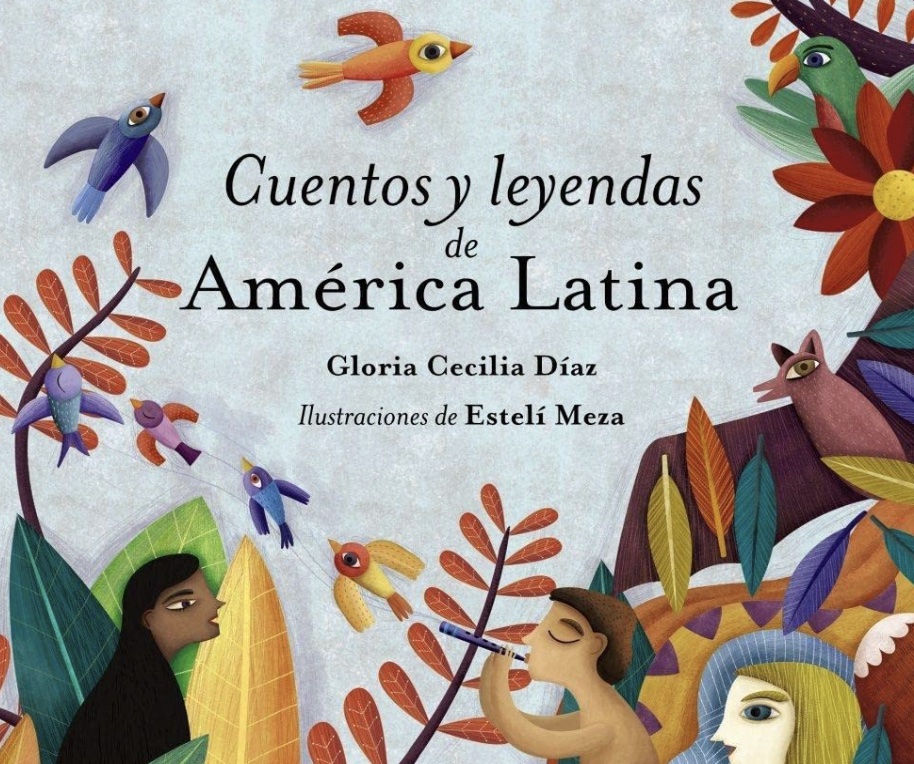 Cuentos y leyendas
de
América Latina
Gloria Cecilia Díaz
Ilustraciones de Estelí Meza